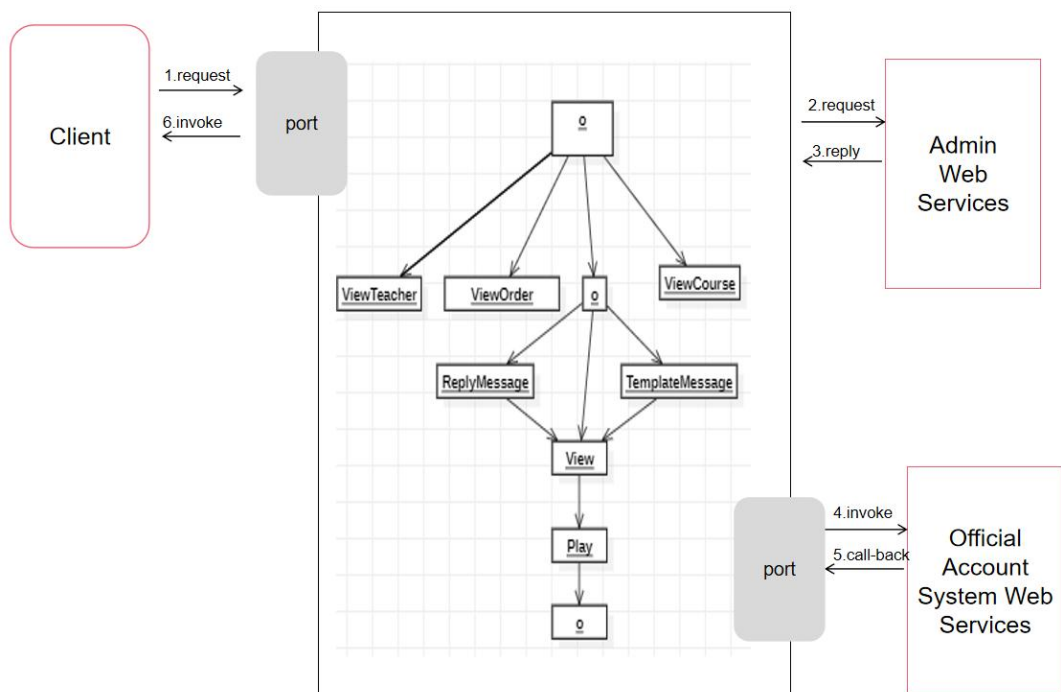 Client
1.request
6.invoke
port
o
ViewTeacher
ViewOrder
o
ViewCourse
ReplyMessage
TemplateMessage
View
Play
o
2.request
3.reply
Admin
Web
Services
port
4.invoke
5.call-back
Official
Account
System Web
Services